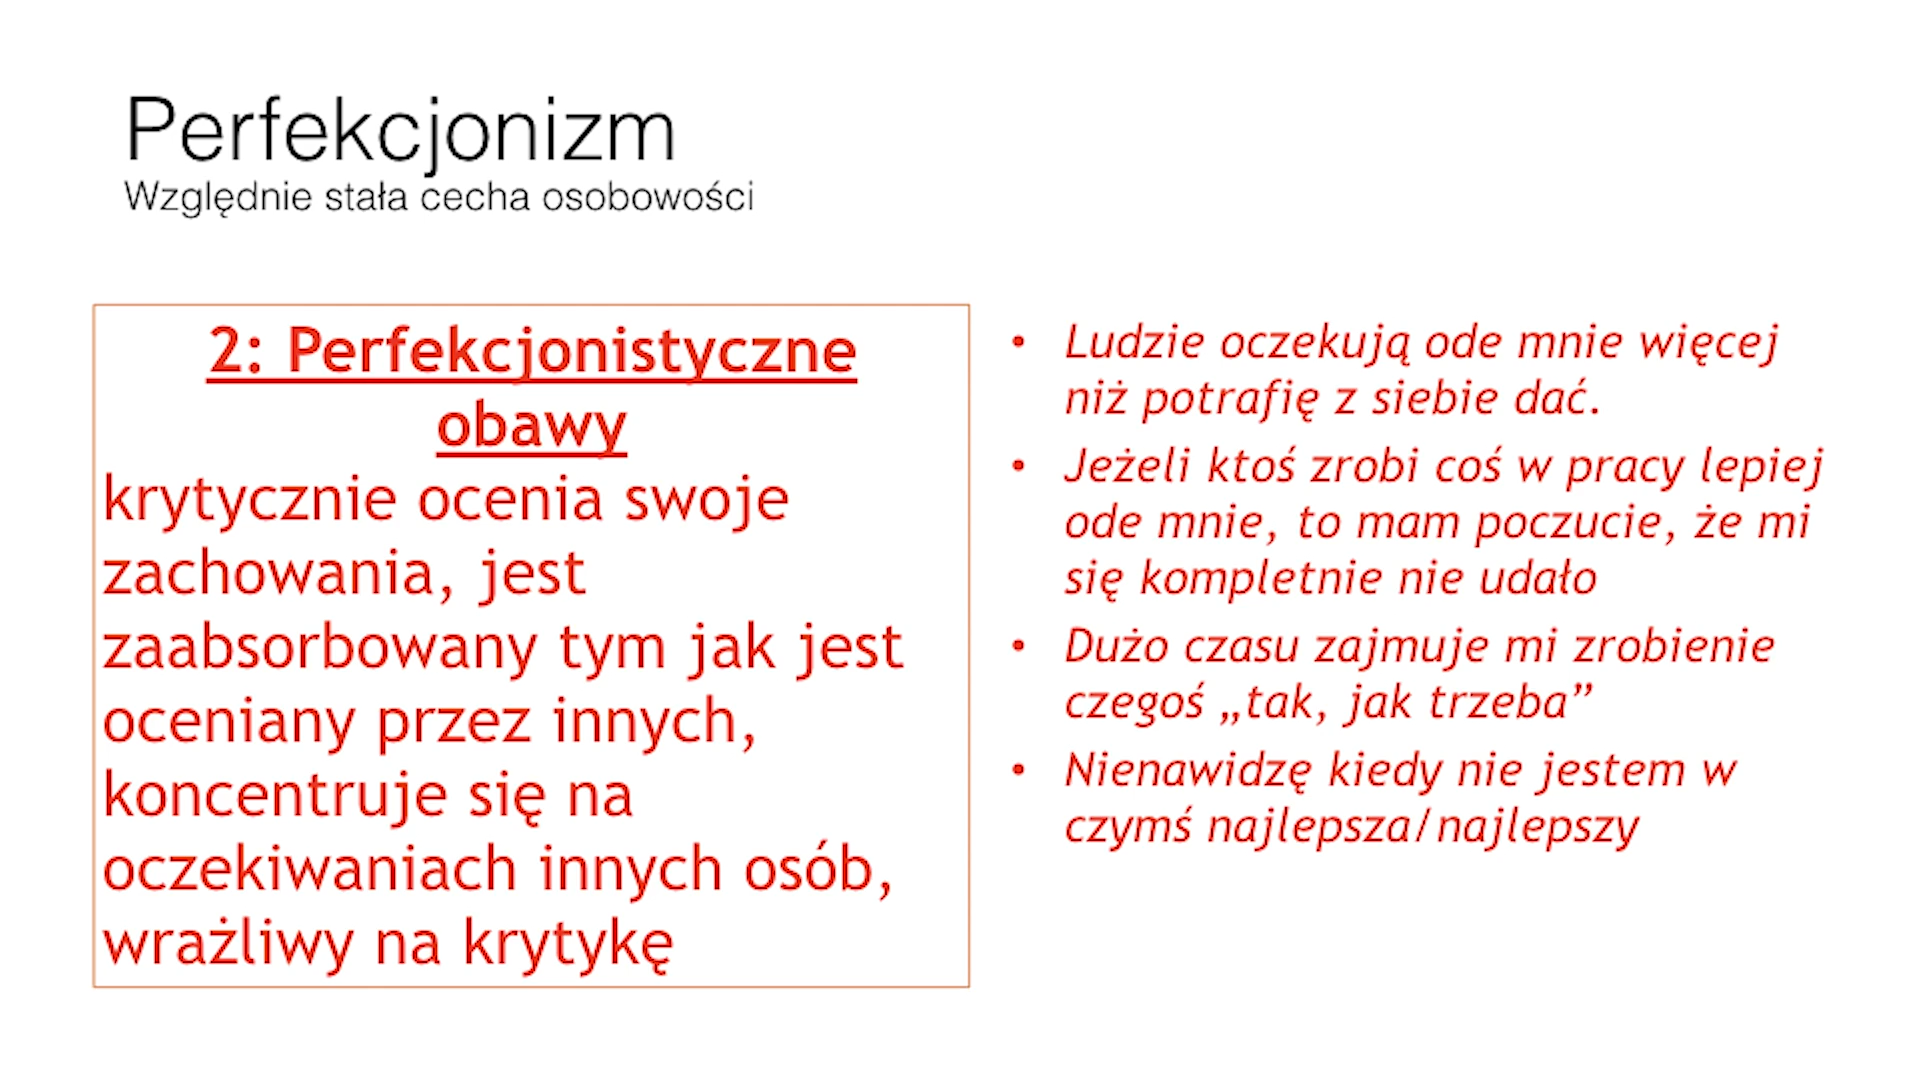 Perfekcjonizm
Względnie stała cecha osobowości
2: Perfekcjonistyczne
obawy
krytycznie ocenia swoje
zachowania, jest
zaabsorbowany tym jak jest
oceniany przez innych,
koncentruje się na
oczekiwaniach innych osób,
wrażliwy na krytykę
• Ludzie oczekują ode mnie więcej
niż potrafię z siebie dać.
• Jeżeli ktoś zrobi coś w pracy lepiej
ode mnie, to mam poczucie, że mi
się kompletnie nie udało
• Dużo czasu zajmuje mi zrobienie
czegoś „tak, jak trzeba”
• Nienawidzę kiedy nie jestem w
czymś najlepsza/najlepszy